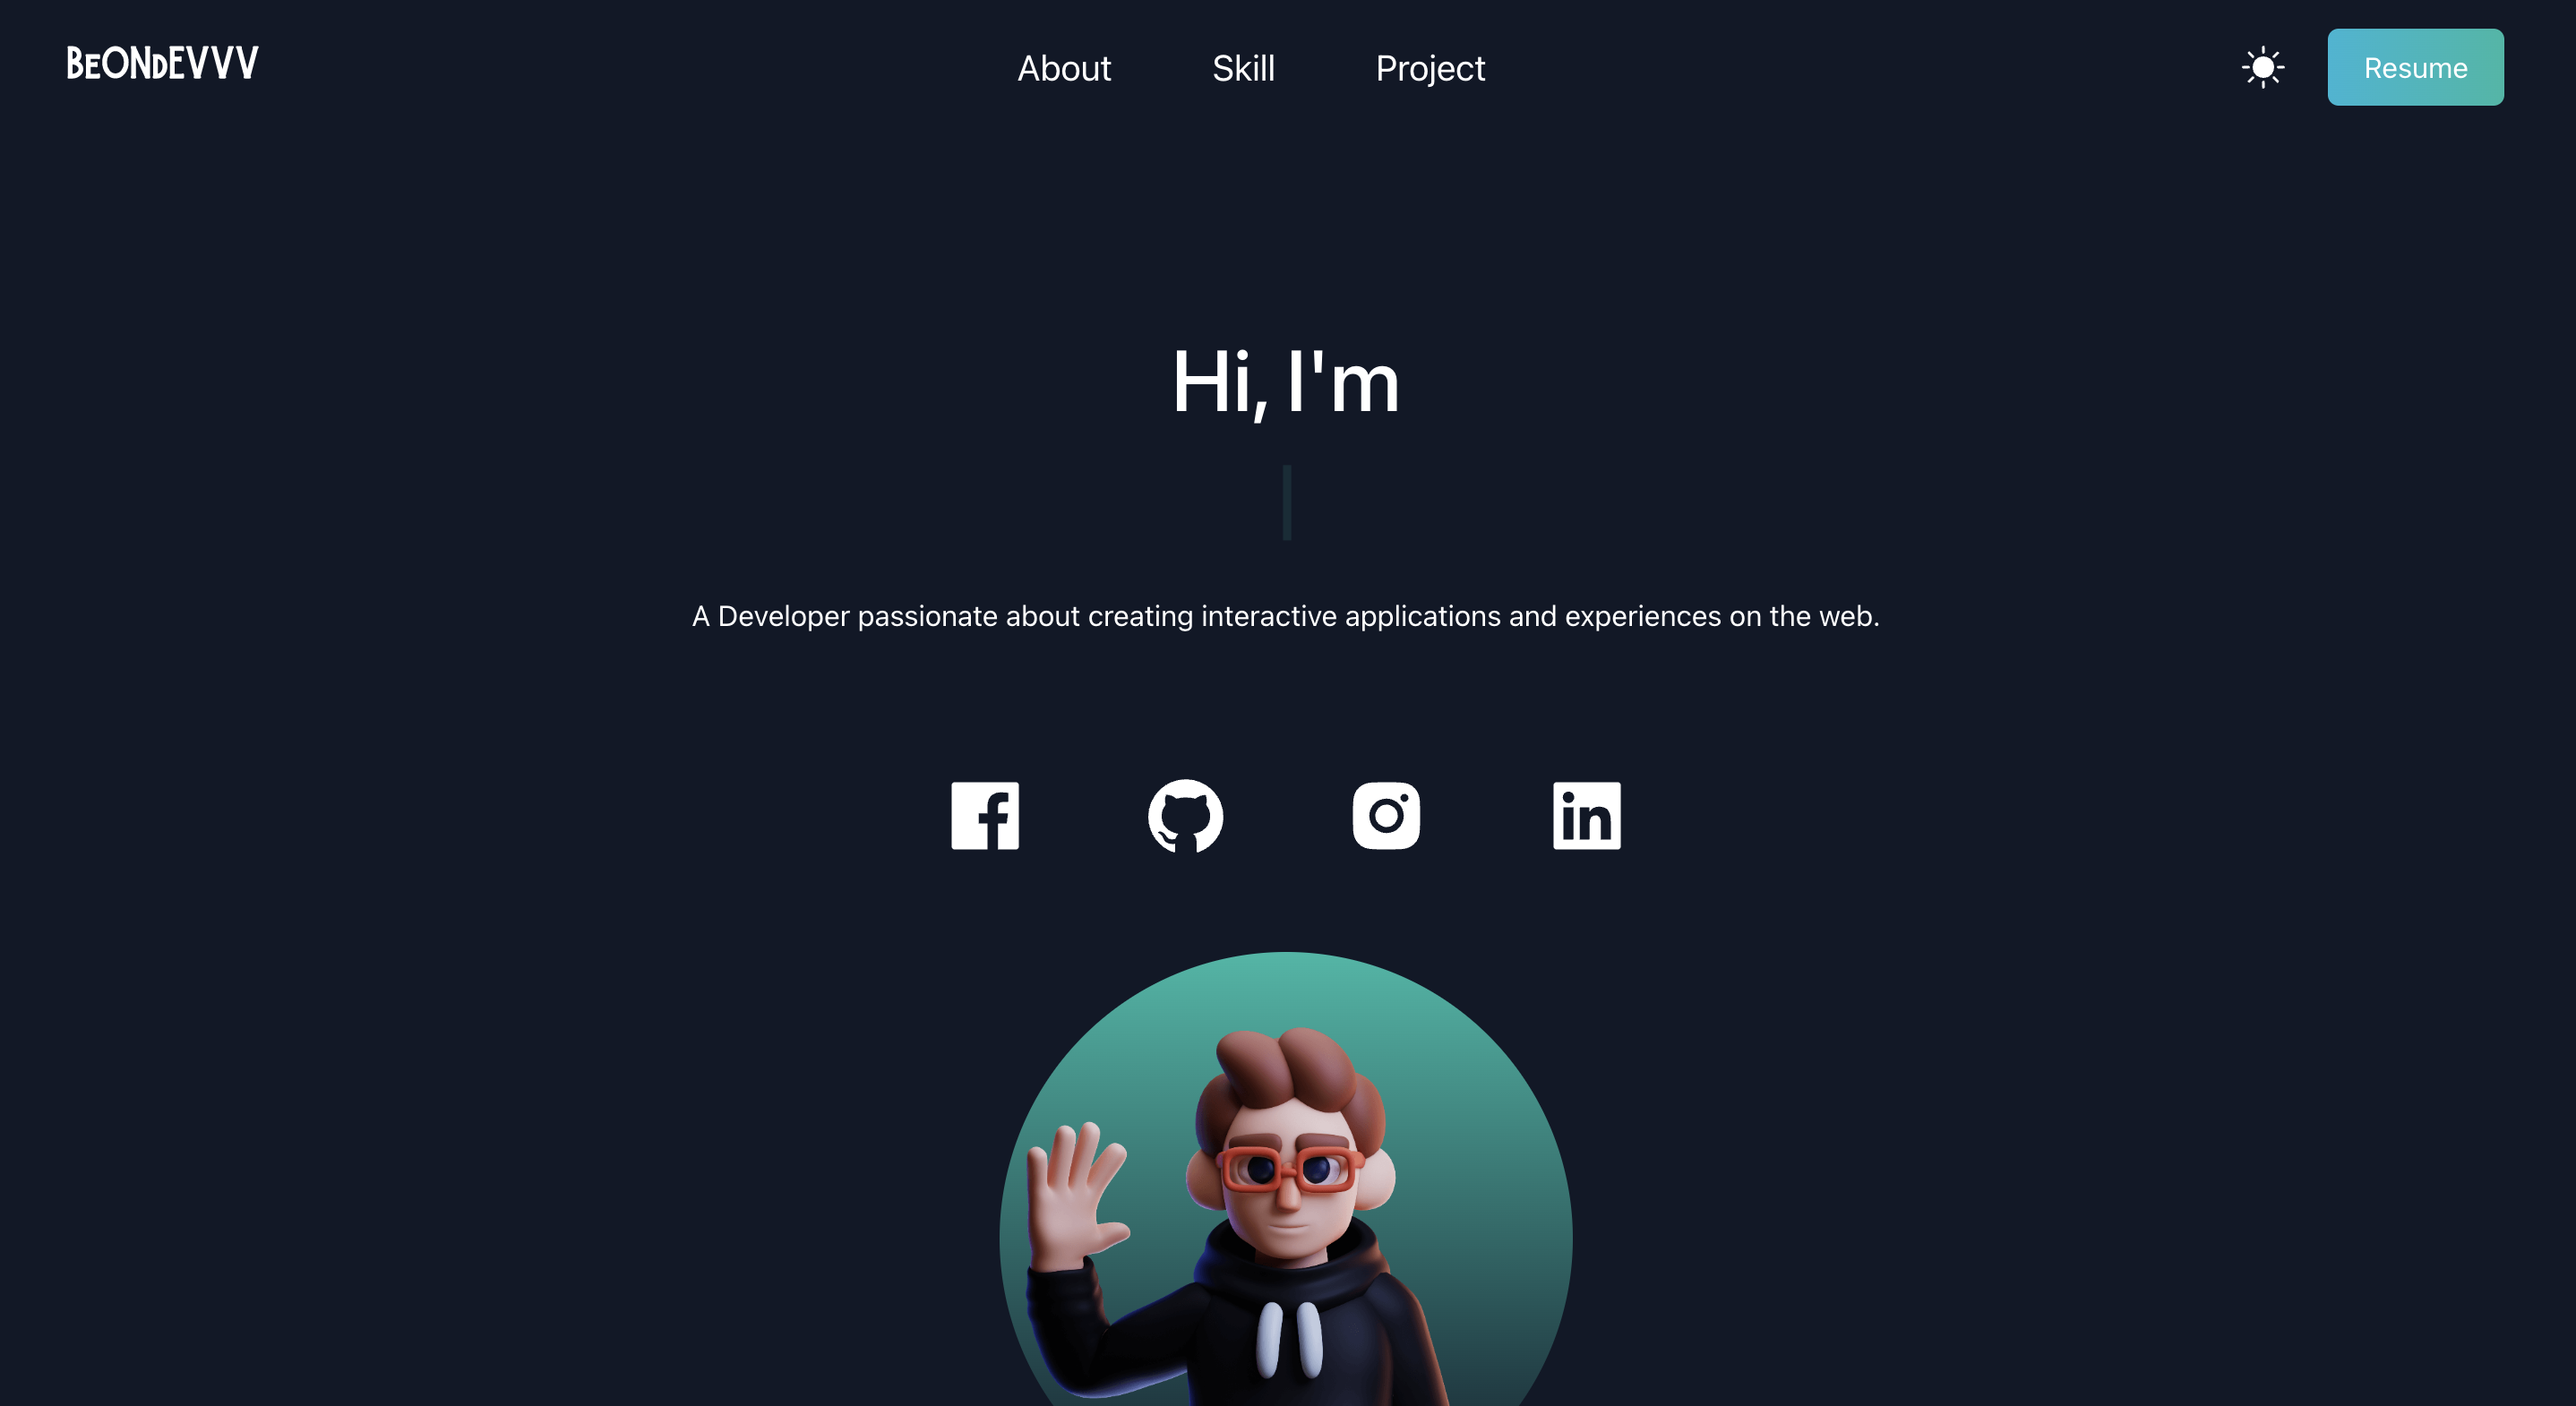 BEONDEVVV
About
Skill
Project
Resume
Hi, I'm
A Developer passionate about creating interactive applications and experiences on the web.